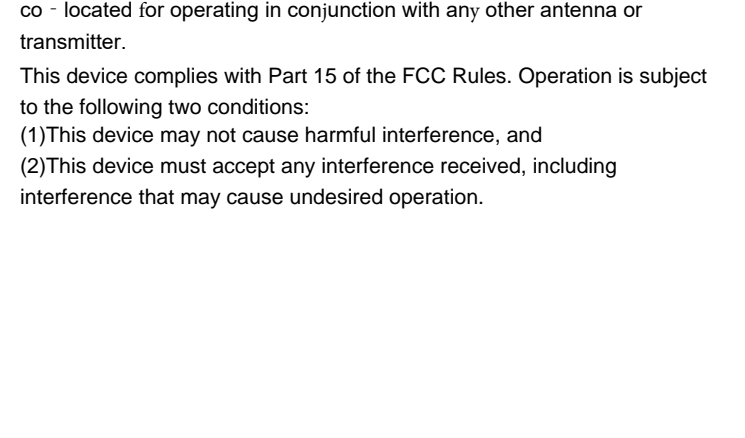 co‐located for operating in conjunction with any other antenna or
transmitter.
This device complies with Part 15 of the FCC Rules. Operation is subject
to the following two conditions:
(1)This device may not cause harmful interference, and
(2)This device must accept any interference received, including
interference that may cause undesired operation.